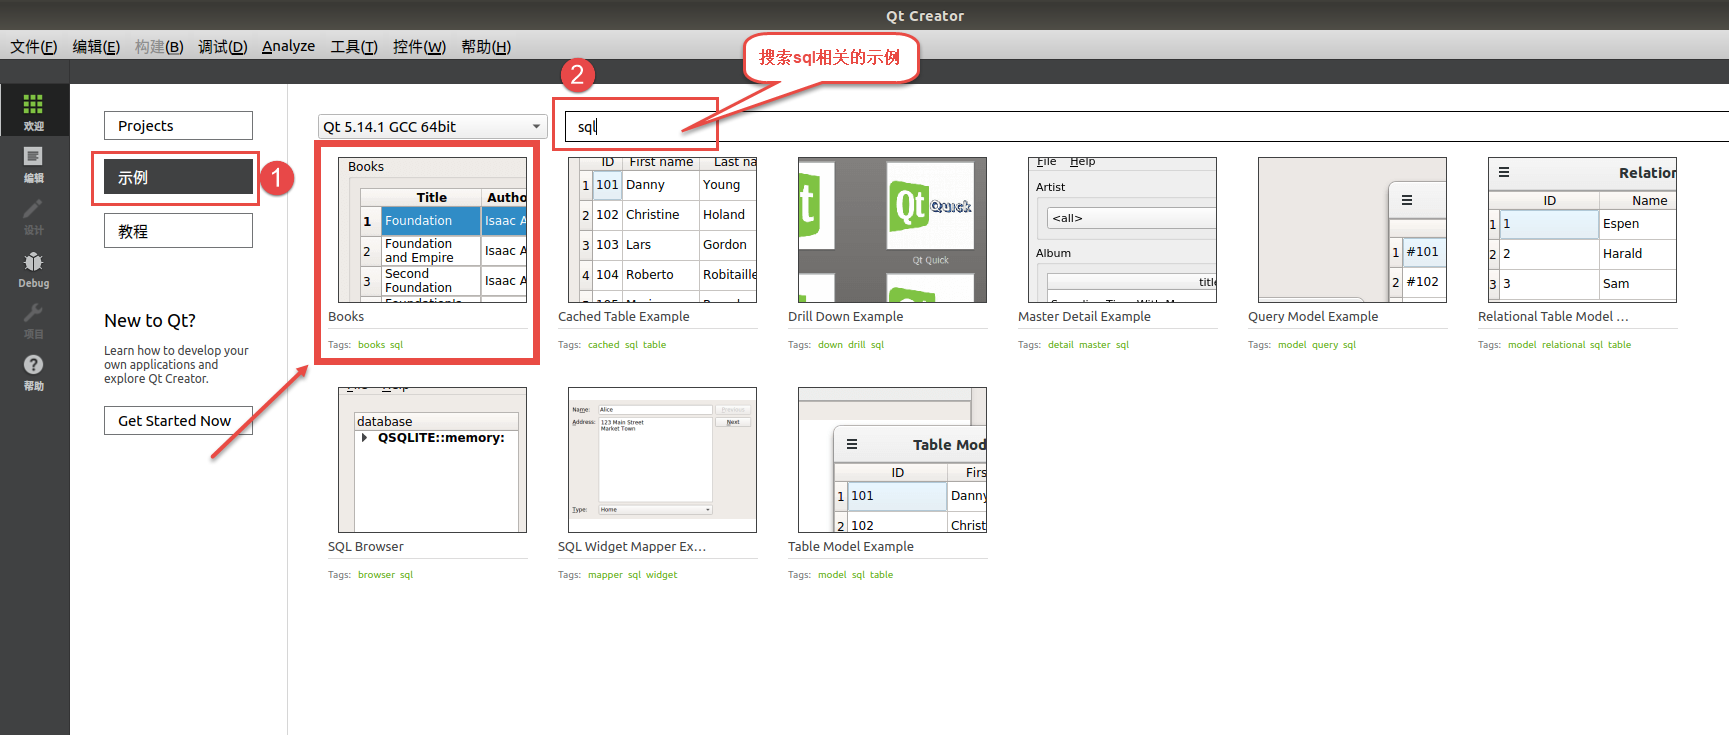 Qt Creator
文件(F) 编辑(E) 构建(B) 调试(D) Analyze 工具(T) 控件(W) 帮助(H)
搜索sql相关的示例
2
欢迎
编辑
设计
Debug
项目
帮助
Projects
示例
1
教程
New to Qt?
Learn how to develop your
own applications and
explore Qt Creator.
Get Started Now
Qt 5.14.1 GCC 64bit
sql
Books
Title Autho
1 Foundation Isaac A
2 Foundation and Empire Isaac A
3 Second Foundation Isaac A
Books
Tags: books sql
ID First name Last na
1 101 Danny Young
2 102 Christine Holand
3 103 Lars Gordon
4 104 Roberto Robitaille
Cached Table Example
Tags: cached sql table
t
Qt Quick
Qt Quick
Drill Down Example
Tags: down drill sql
File Help
Artist
<all>
Album
title
Master Detail Example
Tags: detail master sql
1 #101
2 #102
Query Model Example
Tags: model query sql
Relation
ID Name
1 1 Espen
2 2 Harald
3 3 Sam
Relational Table Model ...
Tags: model relational sql table
database
QSQLITE::memory:
SQL Browser
Tags: browser sql
Name: Alice Previous
Address: 123 Main Street Next
Market Town
Type: Home
SQL Widget Mapper Ex...
Tags: mapper sql widget
Table Mod
ID Firs
1 101 Danny
2 102 Christ
Table Model Example
Tags: model sql table